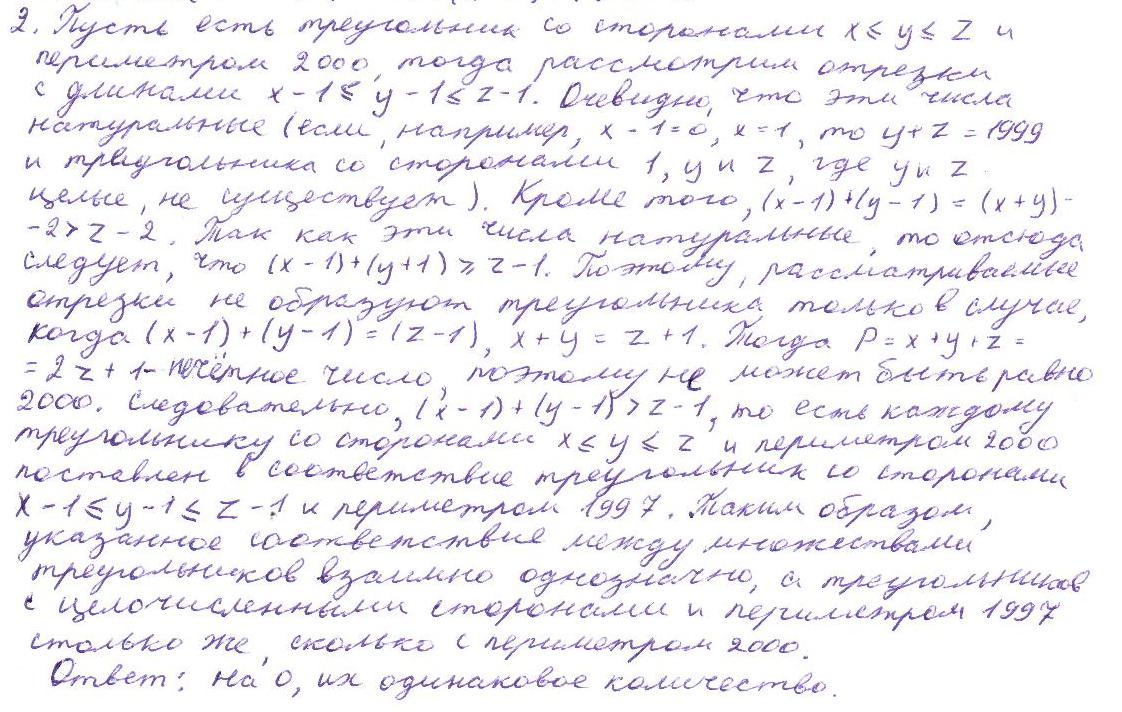 2. Пусть есть треугольник со сторонами x ≤ y ≤ z и
периметром 2000, тогда рассмотрим отрезки
с длинами x-1 ≤ y-1 ≤ z-1. Очевидно, что эти числа
натуральные (если, например, x-1=0, x=1, то y+z=1999
и треугольника со сторонами 1, y и z, где y и z
целые, не существует). Кроме того, (x-1)+(y-1) = (x+y)-
-2 > z-2. Так как эти числа натуральные, то отсюда
следует, что (x-1)+(y+1) ≥ z-1. Поэтому, рассматриваемые
отрезки не образуют треугольника только в случае,
когда (x-1)+(y-1) = (z-1), x+y = z+1. Тогда P = x+y+z =
= 2z+1 - нечётное число, поэтому не может быть равно
2000. Следовательно, (x-1)+(y-1) > z-1, то есть каждому
треугольнику со сторонами x ≤ y ≤ z и периметром 2000
поставлен в соответствие треугольник со сторонами
x-1 ≤ y-1 ≤ z-1 и периметром 1997. Таким образом,
указанное соответствие между множествами
треугольников взаимно однозначно, а треугольников
с целочисленными сторонами и периметром 1997
столько же, сколько с периметром 2000.
Ответ: на 0, их одинаковое количество.